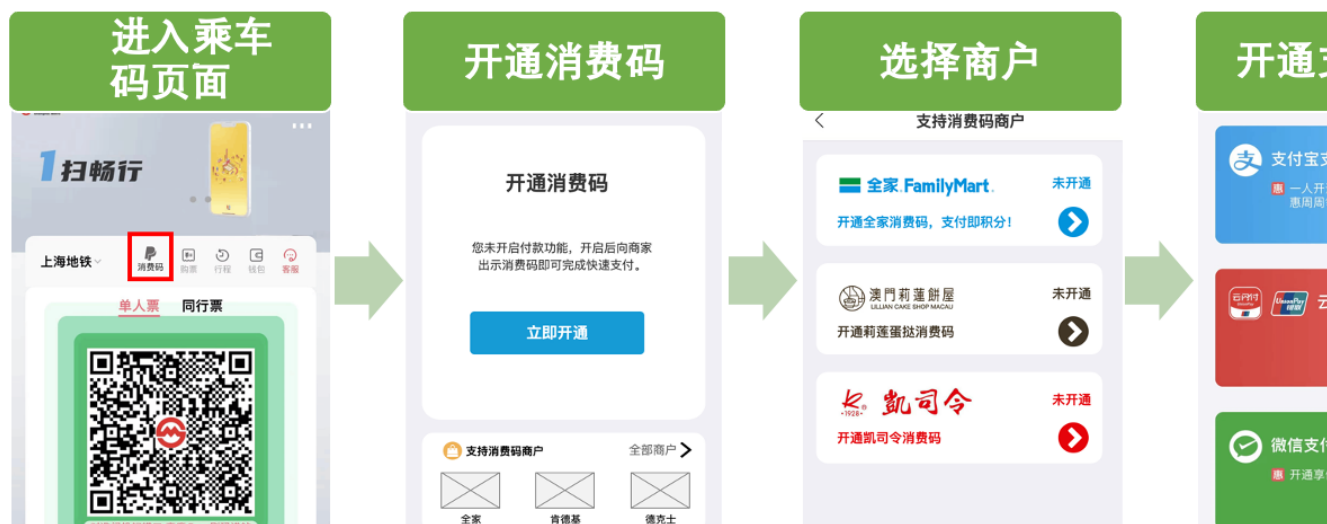 进入乘车
码页面
1扫畅行
上海地铁
消费码
购票
行程
钱包
客服
单人票 同行票
开通消费码
开通消费码
您未开启付款功能，开启后向商家
出示消费码即可完成快速支付。
立即开通
支持消费码商户 全部商户
全家 肯德基 德克士
选择商户
支持消费码商户
全家 FamilyMart 未开通
开通全家消费码，支付即积分！
澳門莉蓮餅屋 未开通
LILLIAN CAKE SHOP MACAU
开通莉莲蛋挞消费码
凯司令 未开通
-1928-
开通凯司令消费码
开通支
支 支付宝支
惠 一人开
惠周周
云闪付 UnionPay 银联 云
微信支付
惠 开通享